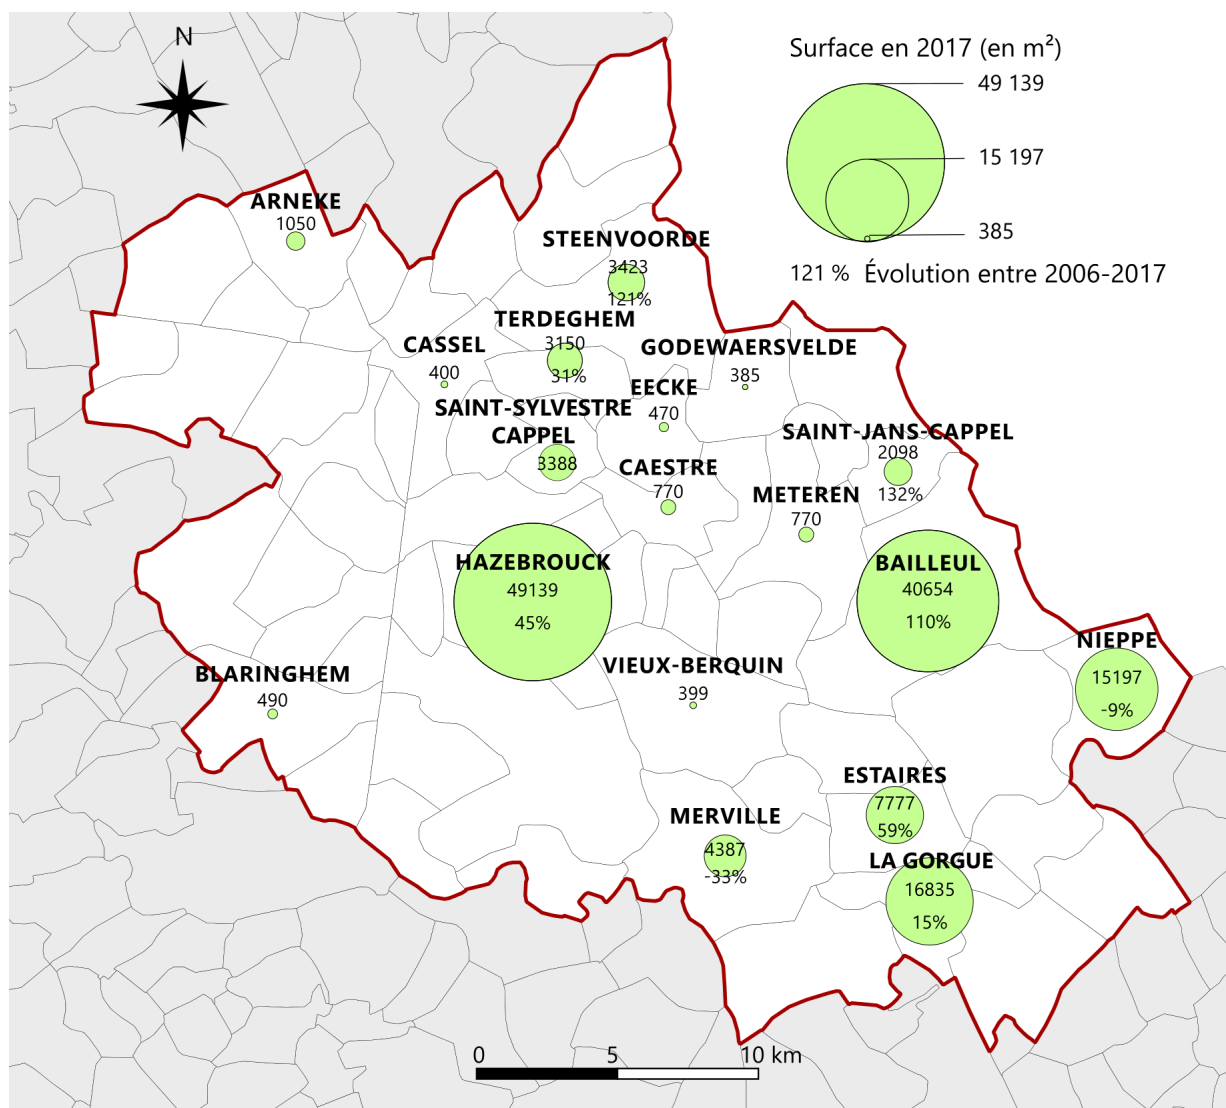 N
Surface en 2017 (en m²)
49 139
15 197
385
121 % Évolution entre 2006-2017
ARNEKE
1050
STEENVOORDE
3423
121%
TERDEGHEM
3150
31%
CASSEL
400
GODEWAERSVELDE
385
EECKE
470
SAINT-SYLVESTRE
CAPPEL
3388
SAINT-JANS-CAPPEL
2098
132%
CAESTRE
770
METEREN
770
HAZEBROUCK
49139
45%
BAILLEUL
40654
110%
NIEPPE
15197
-9%
BLARINGHEM
490
VIEUX-BERQUIN
399
ESTAIRES
7777
59%
MERVILLE
4387
-33%
LA GORGUE
16835
15%
0 5 10 km